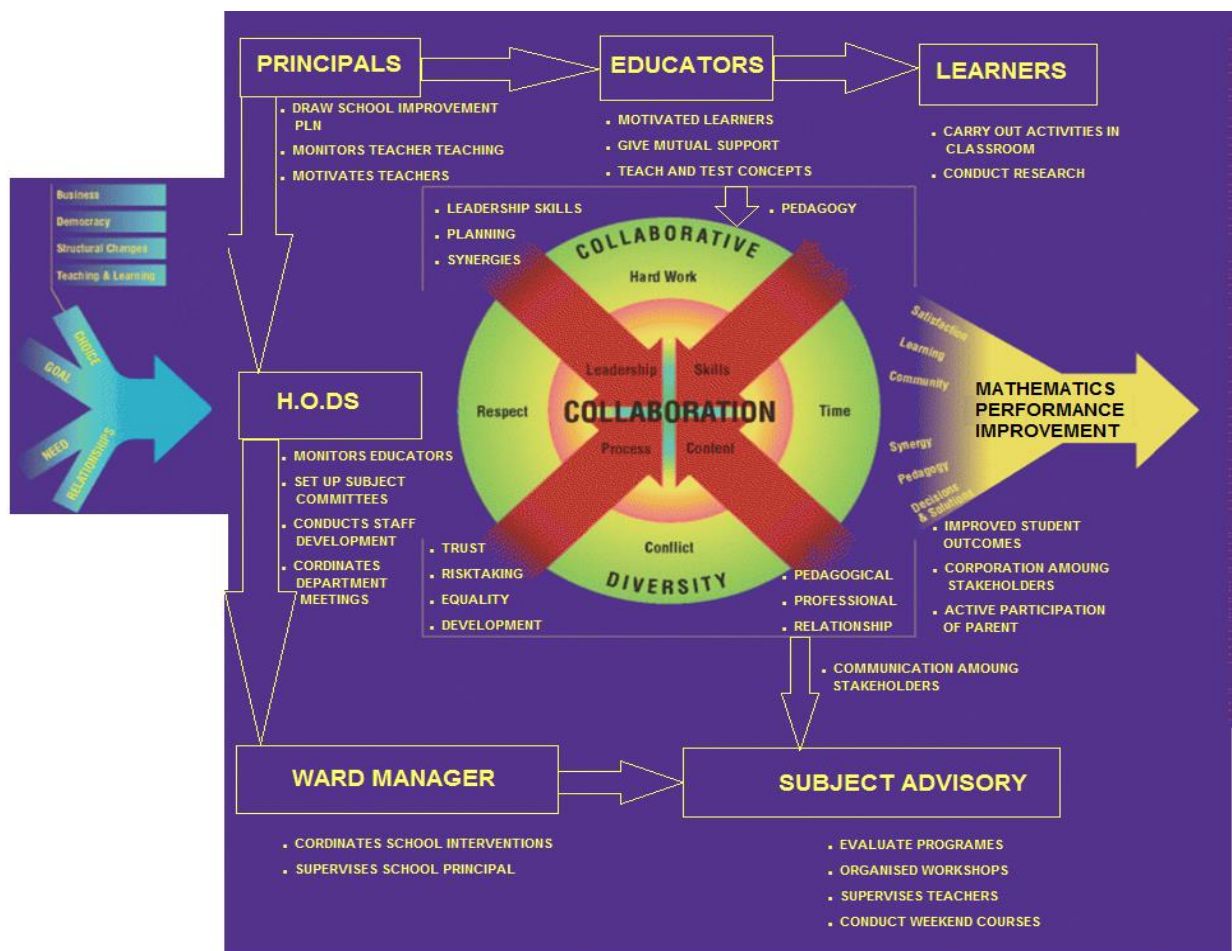 PRINCIPALS
EDUCATORS
LEARNERS
. DRAW SCHOOL IMPROVEMENT
PLN
. MONITORS TEACHER TEACHING
. MOTIVATES TEACHERS
. MOTIVATED LEARNERS
. GIVE MUTUAL SUPPORT
. TEACH AND TEST CONCEPTS
. CARRY OUT ACTIVITIES IN
CLASSROOM
. CONDUCT RESEARCH
Business
Democracy
Structural Changes
Teaching & Learning
CHOICE
GOAL
NEED
RELATIONSHIPS
. LEADERSHIP SKILLS
. PLANNING
. SYNERGIES
. PEDAGOGY
COLLABORATIVE
Hard Work
Leadership
Skills
Respect
COLLABORATION
Time
Process
Content
Conflict
DIVERSITY
Satisfaction
Learning
Community
MATHEMATICS
PERFORMANCE
IMPROVEMENT
Synergy
Pedagogy
Decisions
& Solutions
H.O.DS
. MONITORS EDUCATORS
. SET UP SUBJECT
COMMITTEES
. CONDUCTS STAFF
DEVELOPMENT
. CORDINATES
DEPARTMENT
MEETINGS
. TRUST
. RISKTAKING
. EQUALITY
. DEVELOPMENT
. PEDAGOGICAL
. PROFESSIONAL
. RELATIONSHIP
. IMPROVED STUDENT
OUTCOMES
. CORPORATION AMOUNG
STAKEHOLDERS
. ACTIVE PARTICIPATION
OF PARENT
. COMMUNICATION AMOUNG
STAKEHOLDERS
WARD MANAGER
SUBJECT ADVISORY
. CORDINATES SCHOOL INTERVENTIONS
. SUPERVISES SCHOOL PRINCIPAL
. EVALUATE PROGRAMES
. ORGANISED WORKSHOPS
. SUPERVISES TEACHERS
. CONDUCT WEEKEND COURSES